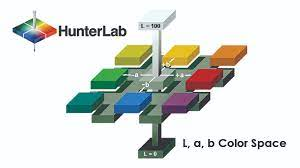 HunterLab
L = 100
-a
+a
-b
L = 0
L, a, b Color Space